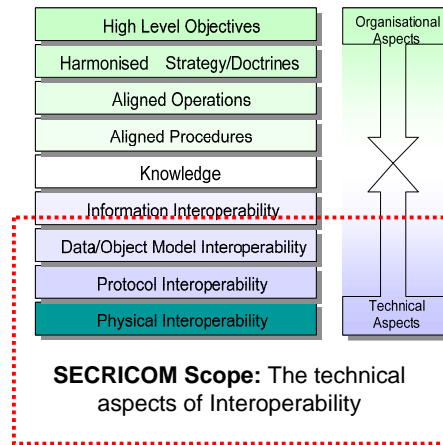 High Level Objectives
Harmonised Strategy/Doctrines
Aligned Operations
Aligned Procedures
Knowledge
Information Interoperability
Data/Object Model Interoperability
Protocol Interoperability
Physical Interoperability
Organisational
Aspects
Technical
Aspects
SECRICOM Scope: The technical
aspects of Interoperability